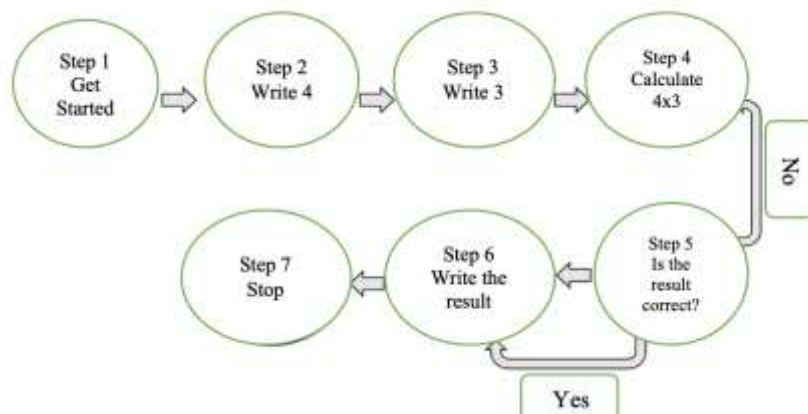 Step 1
Get
Started
Step 2
Write 4
Step 3
Write 3
Step 4
Calculate
4x3
No
Step 5
Is the
result
correct?
Step 6
Write the
result
Step 7
Stop
Yes